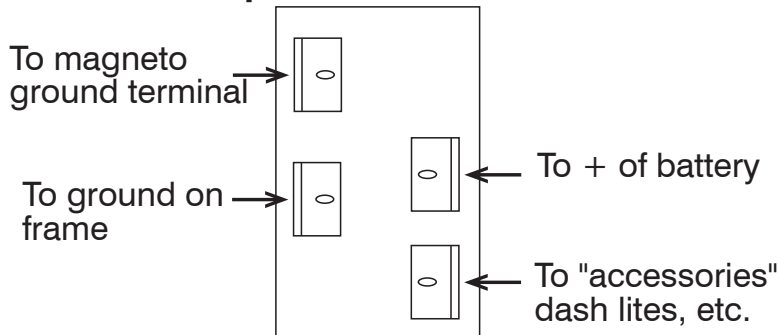 To magneto
ground terminal
To ground on
frame
To + of battery
To "accessories"
dash lites, etc.